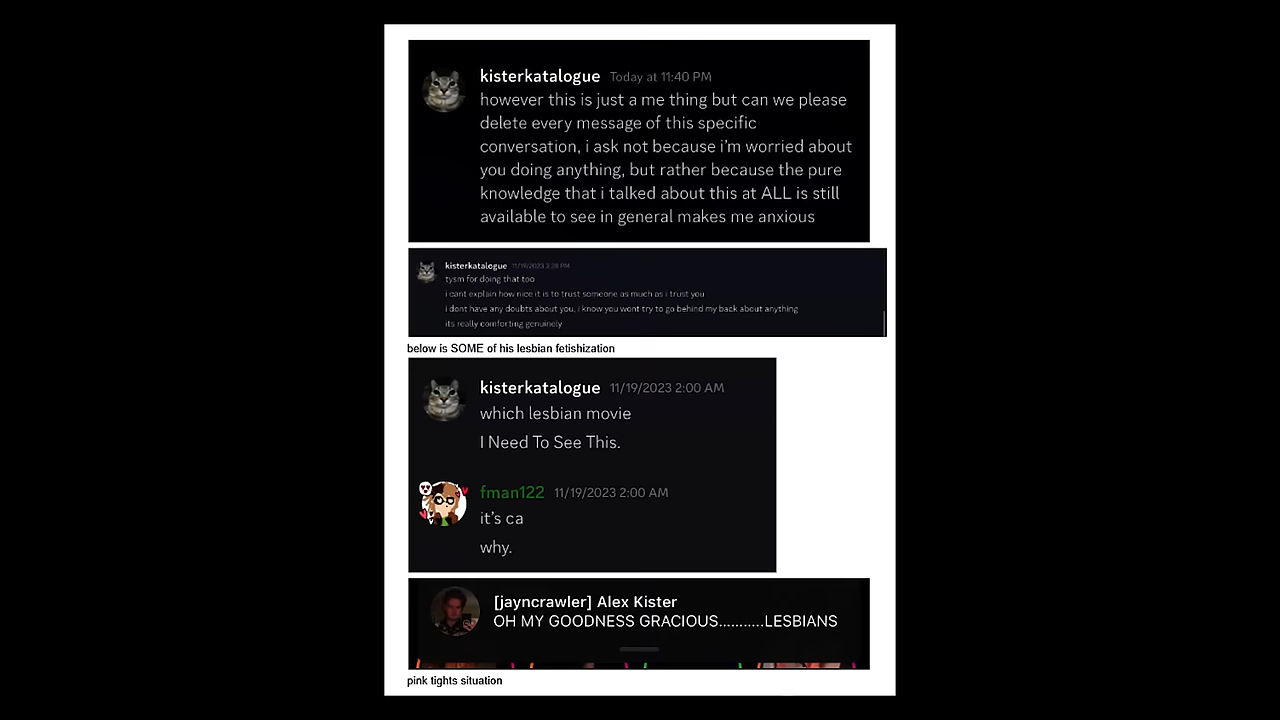 kisterkatalogue Today at 11:40 PM
however this is just a me thing but can we please
delete every message of this specific
conversation, i ask not because i'm worried about
you doing anything, but rather because the pure
knowledge that i talked about this at ALL is still
available to see in general makes me anxious
kisterkatalogue 11/19/2023 2:28 PM
tysm for doing that too
i cant explain how nice it is to trust someone as much as i trust you
i dont have any doubts about you, i know you wont try to go behind my back about anything
its really comforting genuinely
below is SOME of his lesbian fetishization
kisterkatalogue 11/19/2023 2:00 AM
which lesbian movie
I Need To See This.
fman122 11/19/2023 2:00 AM
it's ca
why.
[jayncrawler] Alex Kister
OH MY GOODNESS GRACIOUS...........LESBIANS
pink tights situation